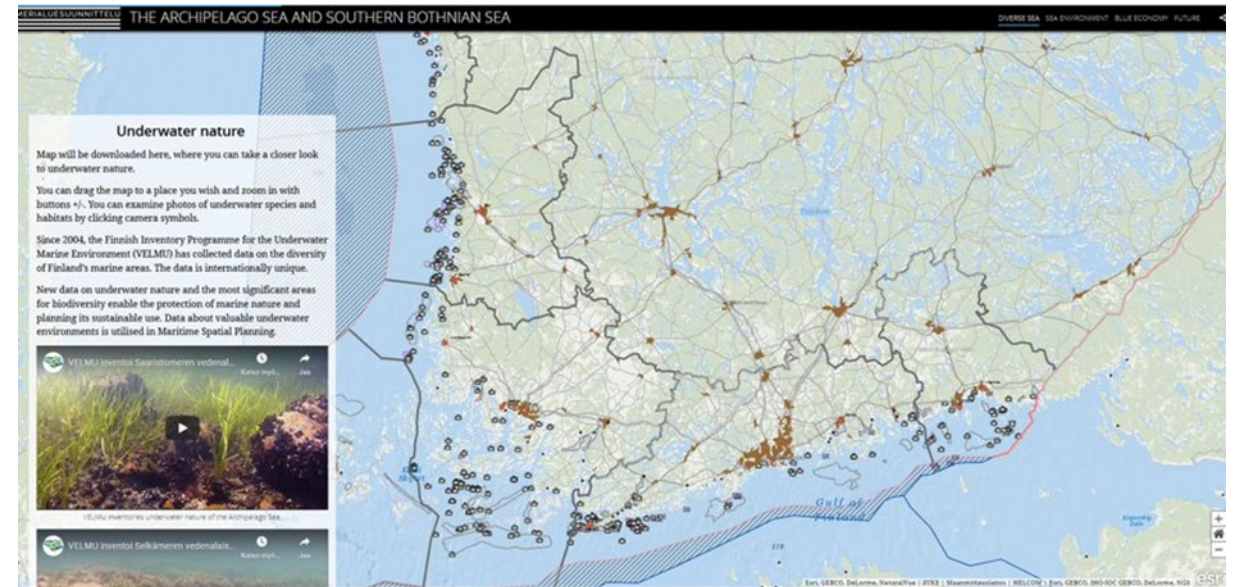 MERIALUESUUNNITTELU
THE ARCHIPELAGO SEA AND SOUTHERN BOTHNIAN SEA
DIVERSE SEA SEA ENVIRONMENT BLUE ECONOMY FUTURE
Underwater nature
Map will be downloaded here, where you can take a closer look
to underwater nature.
You can drag the map to a place you wish and zoom in with
buttons +/-. You can examine photos of underwater species and
habitats by clicking camera symbols.
Since 2004, the Finnish Inventory Programme for the Underwater
Marine Environment (VELMU) has collected data on the diversity
of Finland's marine areas. The data is internationally unique.
New data on underwater nature and the most significant areas
for biodiversity enable the protection of marine nature and
planning its sustainable use. Data about valuable underwater
environments is utilised in Maritime Spatial Planning.
VELMU inventoi Saaristomeren vedenal...
Katso myö...
Jaa
VELMU inventories underwater nature of the Archipelago Sea
VELMU inventoi Selkämeren vedenalais...
Katso myö...
Jaa
Gulf of
Finland
Esri, GEBCO, DeLorme, NaturalVue | SYKE | Maanmittauslaitos | HELCOM | Esri, GEBCO, IHO-IOC GEBCO, DeLorme, NGS
esri